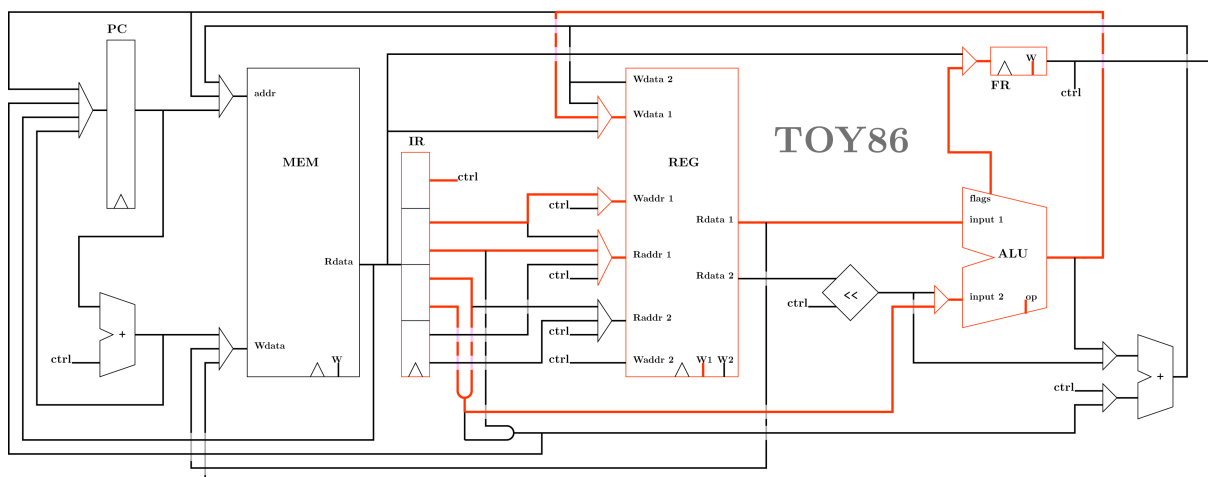 PC
W
FR
ctrl
Wdata 2
addr
Wdata 1
TOY86
IR
MEM
REG
ctrl
Waddr 1
flags
ctrl
Rdata 1
input 1
Raddr 1
ALU
Rdata
ctrl
Rdata 2
<<
input 2
op
ctrl
Raddr 2
+
ctrl
Wdata
ctrl
W
ctrl
Waddr 2
W1
W2
+
ctrl